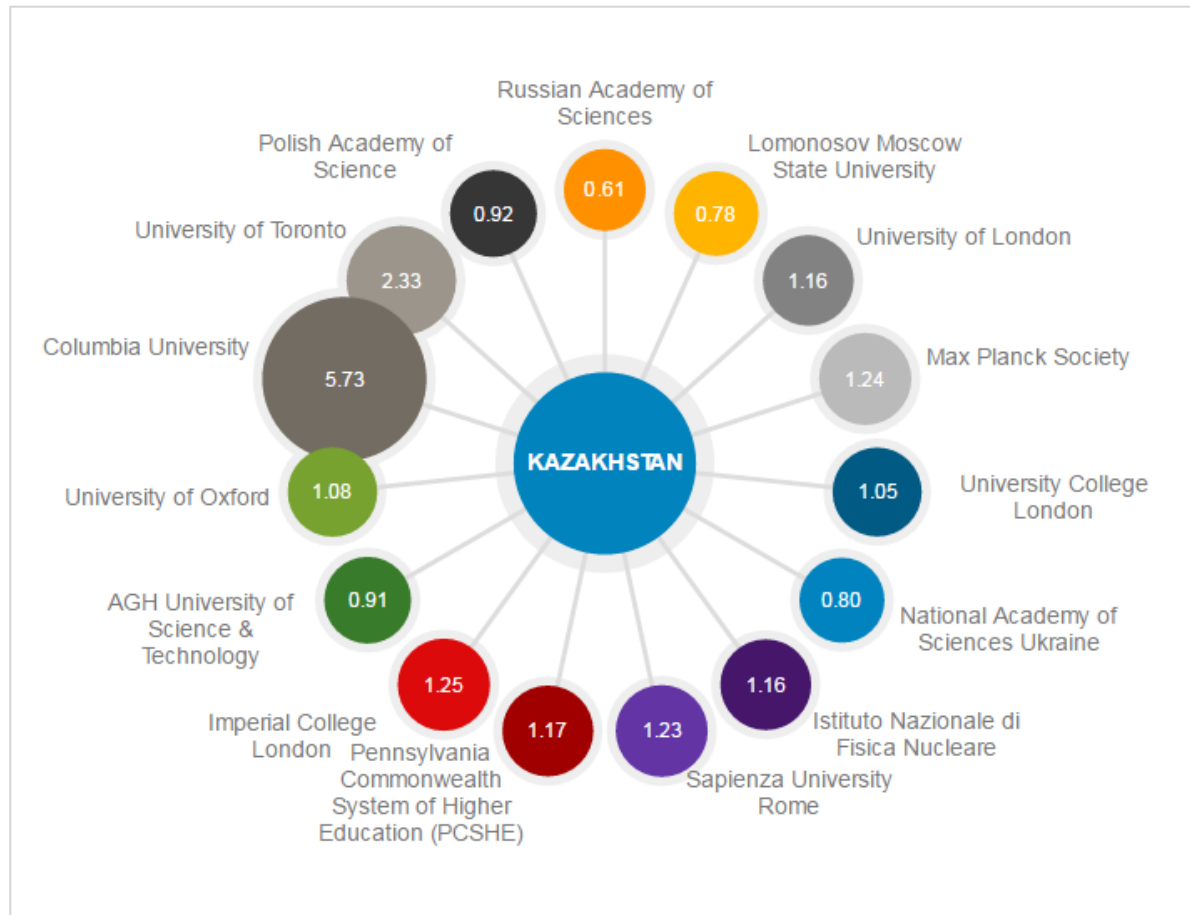 Russian Academy of
Sciences
0.61
Lomonosov Moscow
State University
0.78
University of London
1.16
Max Planck Society
1.24
University College
London
1.05
National Academy of
Sciences Ukraine
0.80
Istituto Nazionale di
Fisica Nucleare
1.16
Sapienza University
Rome
1.23
Pennsylvania
Commonwealth
System of Higher
Education (PCSHE)
1.17
Imperial College
London
1.25
AGH University of
Science &
Technology
0.91
University of Oxford
1.08
Columbia University
5.73
University of Toronto
2.33
Polish Academy of
Science
0.92
KAZAKHSTAN